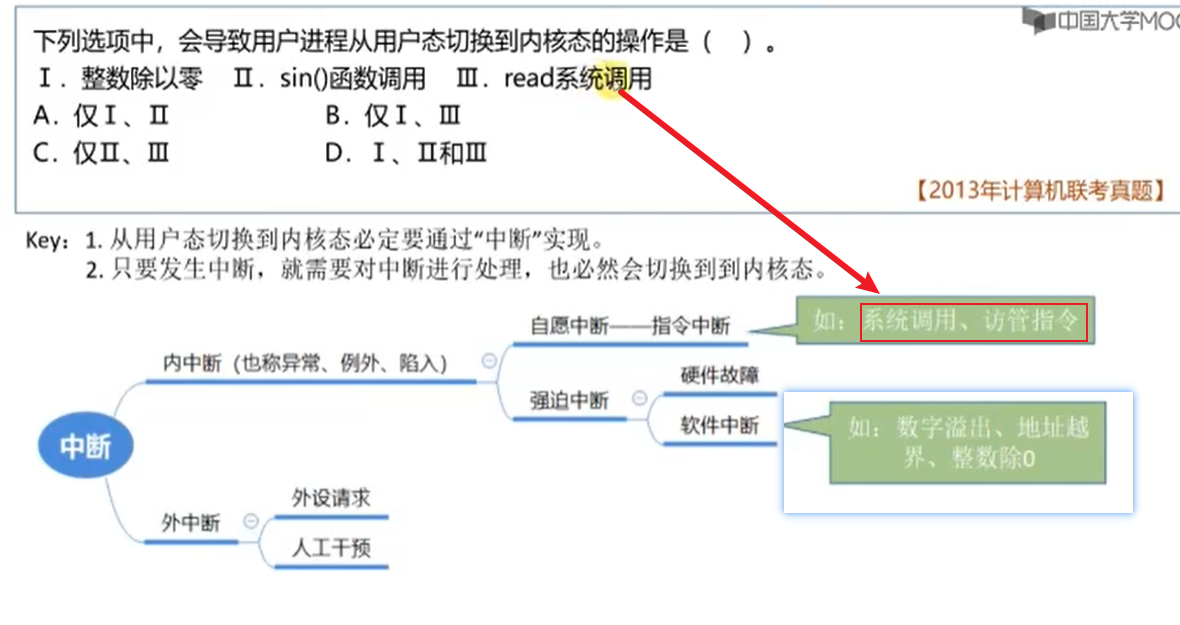 中国大学MOO
下列选项中，会导致用户进程从用户态切换到内核态的操作是（　）。
Ⅰ．整数除以零　Ⅱ．sin()函数调用　Ⅲ．read系统调用
A．仅Ⅰ、Ⅱ　B．仅Ⅰ、Ⅲ
C．仅Ⅱ、Ⅲ　D．Ⅰ、Ⅱ和Ⅲ
【2013年计算机联考真题】
Key：1. 从用户态切换到内核态必定要通过“中断”实现。
2. 只要发生中断，就需要对中断进行处理，也必然会切换到到内核态。
如：系统调用、访管指令
自愿中断——指令中断
内中断（也称异常、例外、陷入）
硬件故障
强迫中断
软件中断
如：数字溢出、地址越
界、整数除0
中断
外设请求
外中断
人工干预